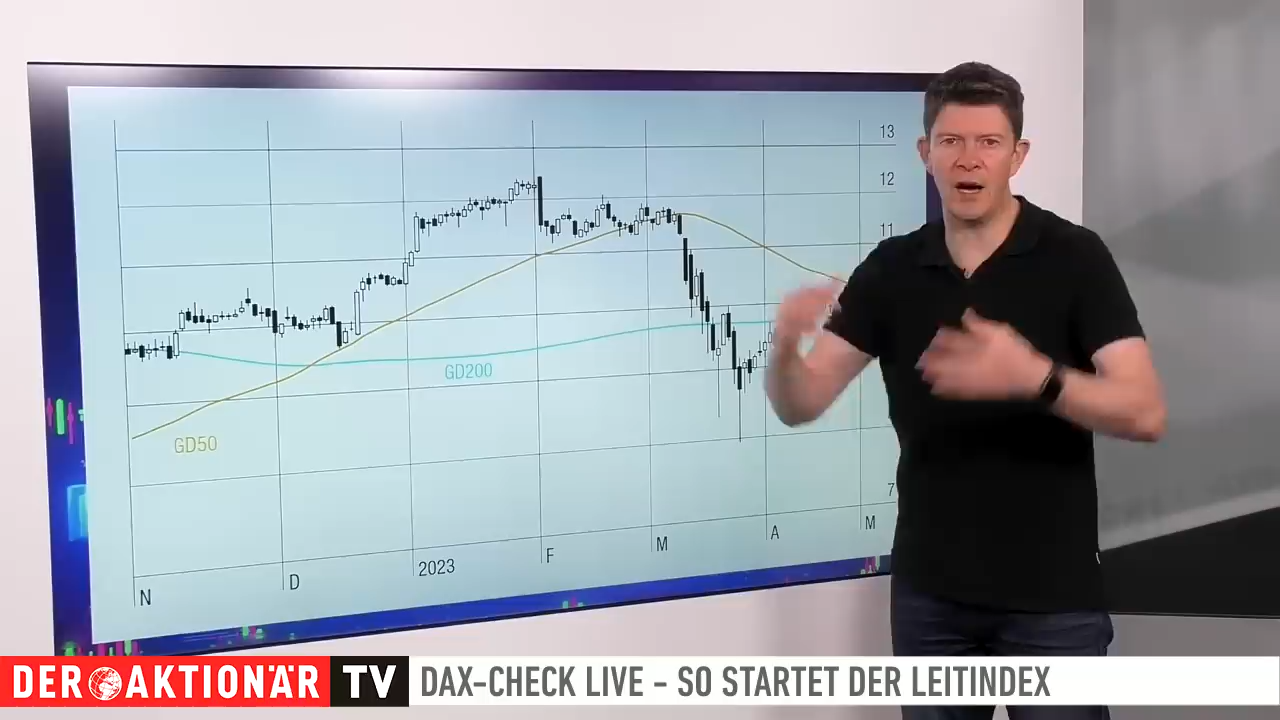 13
12
11
GD200
GD50
7
N
D
2023
F
M
A
M
DER AKTIONÄR TV
DAX-CHECK LIVE - SO STARTET DER LEITINDEX